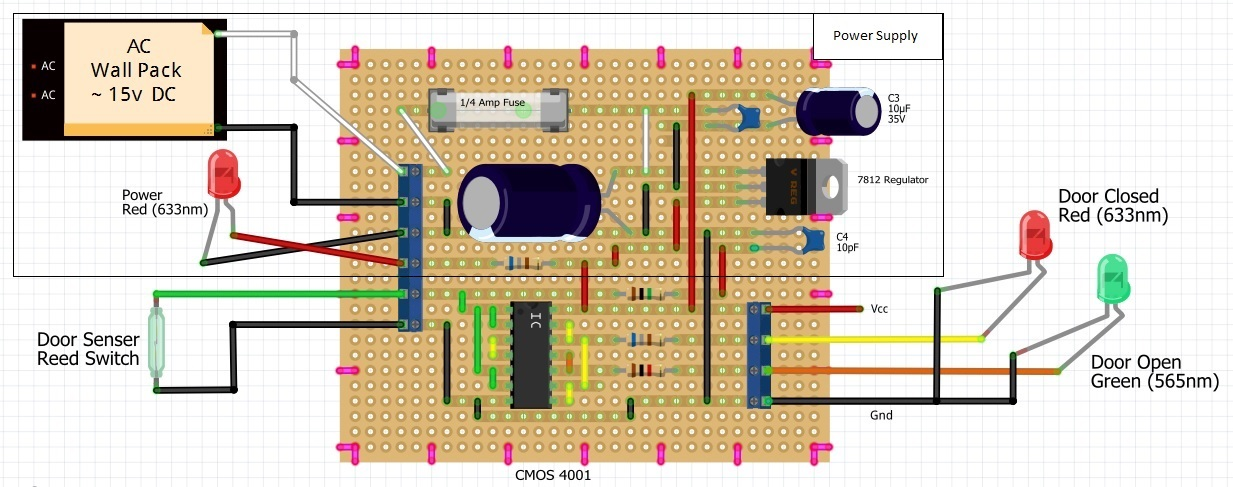 Power Supply
AC
AC
AC
Wall Pack
~ 15v DC
1/4 Amp Fuse
C3
10µF
35V
V REG
7812 Regulator
Power
Red (633nm)
C4
10pF
Door Closed
Red (633nm)
Door Senser
Reed Switch
IC
Vcc
Door Open
Green (565nm)
Gnd
CMOS 4001